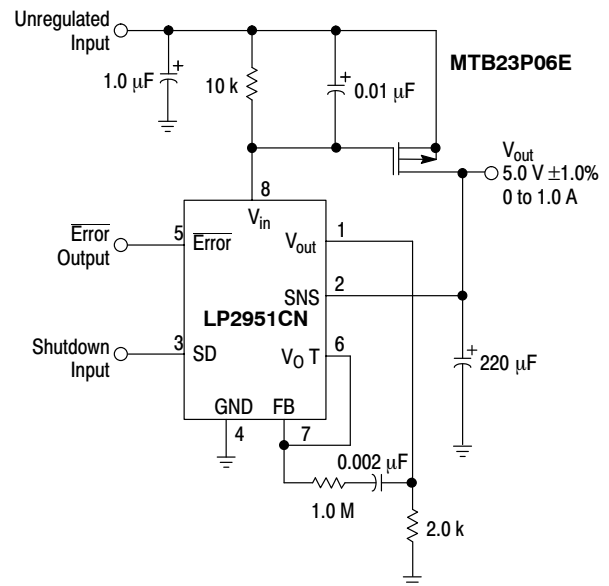 Unregulated
Input
MTB23P06E
1.0 μF
+
10 k
+
0.01 μF
Vout
5.0 V ±1.0%
0 to 1.0 A
8
Vin
Error
Output
5
Error
Vout
1
SNS
2
LP2951CN
Shutdown
Input
3
SD
VO T
6
+
220 μF
GND
FB
4
7
0.002 μF
1.0 M
2.0 k